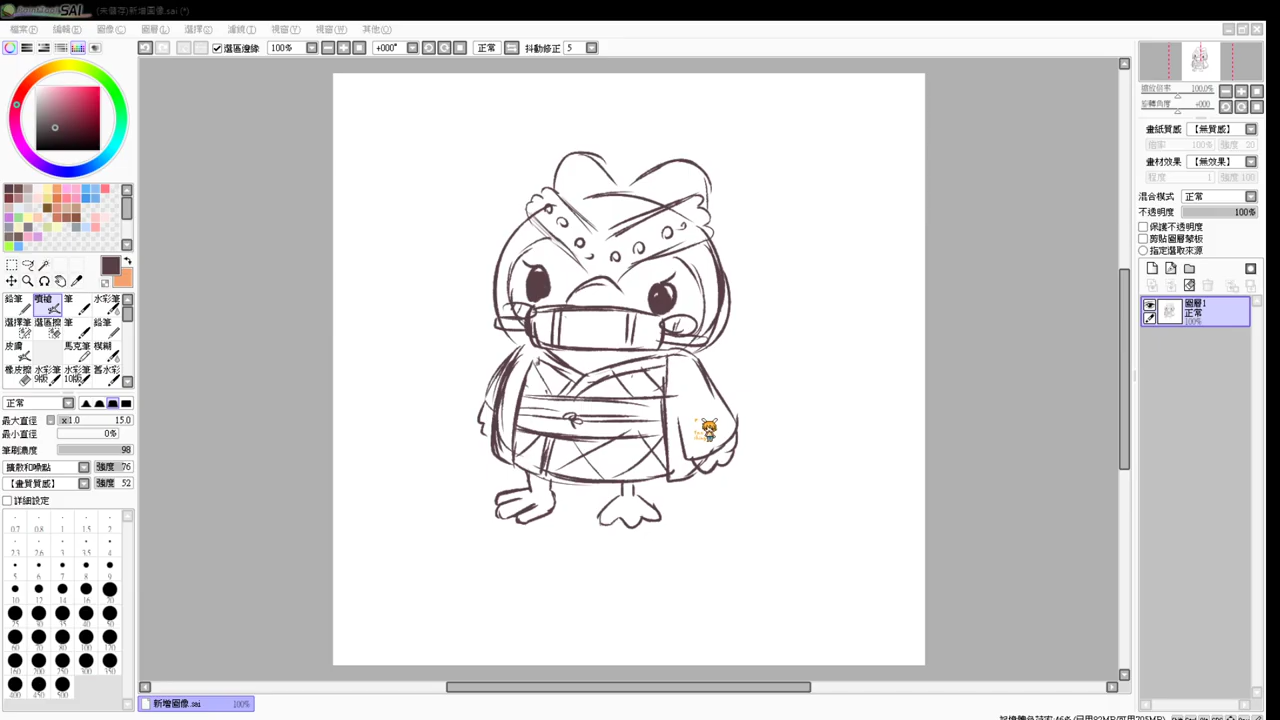 PaintTool SAI (未儲存)新增圖像.sai (*)
檔案(F) 編輯(E) 圖像(C) 圖層(L) 選擇(S) 濾鏡(T) 視窗(V) 視窗(W) 其他(O)
選區邊緣 100% +000° 正常 抖動修正 5
縮放倍率 100.0%
旋轉角度 +000
畫紙質感 【無質感】
倍率 100% 強度 20
畫材效果 【無效果】
程度 1 強度 100
混合模式 正常
不透明度 100%
保護不透明度
剪貼圖層蒙板
指定選取來源
圖層1
正常
100%
鉛筆 噴槍 筆 水彩筆
選擇筆 選區擦 筆 鉛筆
皮膚 馬克筆 模糊
橡皮擦 水彩筆9版 水彩筆10版 舊水彩
正常
最大直徑 x1.0 15.0
最小直徑 0%
筆刷濃度 98
擴散和噪點 強度 76
【畫質質感】 強度 52
詳細設定
0.7 0.8 1 1.5 2
2.3 2.6 3 3.5 4
5 6 7 8 9
10 12 14 16 20
25 30 35 40 50
60 70 80 100 120
160 200 250 300 350
400 450 500
新增圖像.sai 100%